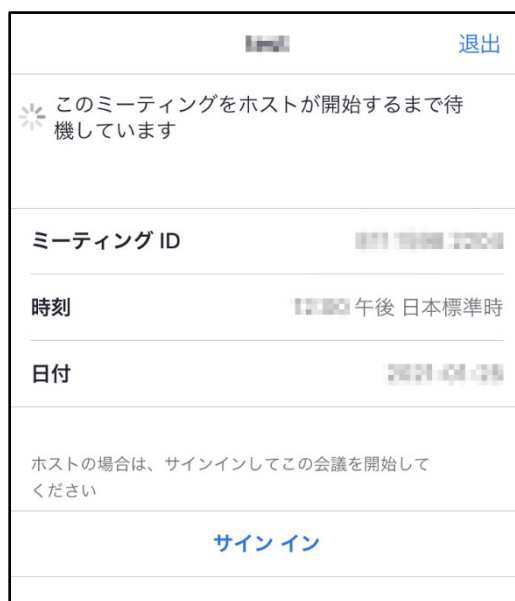 退出
このミーティングをホストが開始するまで待
機しています
ミーティング ID
時刻 午後 日本標準時
日付
ホストの場合は、サインインしてこの会議を開始して
ください
サイン イン